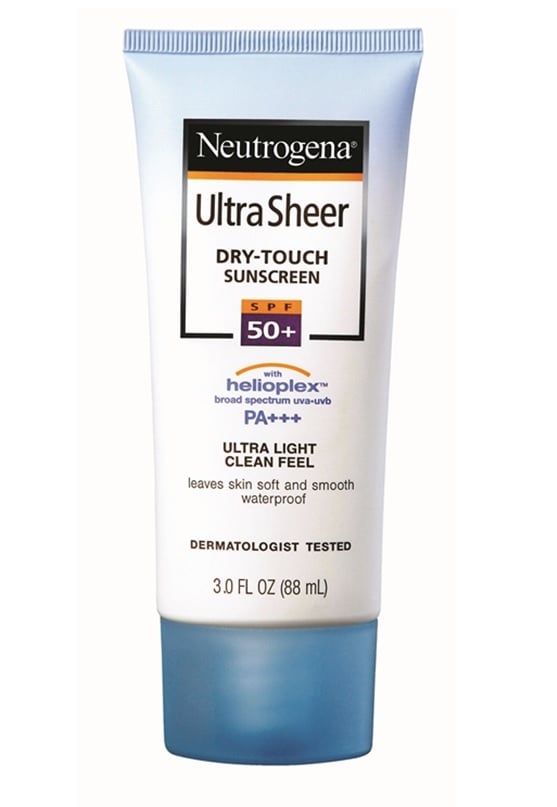 Neutrogena®
Ultra Sheer
DRY-TOUCH
SUNSCREEN
SPF
50+
with
helioplex™
broad spectrum uva-uvb
PA+++
ULTRA LIGHT
CLEAN FEEL
leaves skin soft and smooth
waterproof
DERMATOLOGIST TESTED
3.0 FL OZ (88 mL)